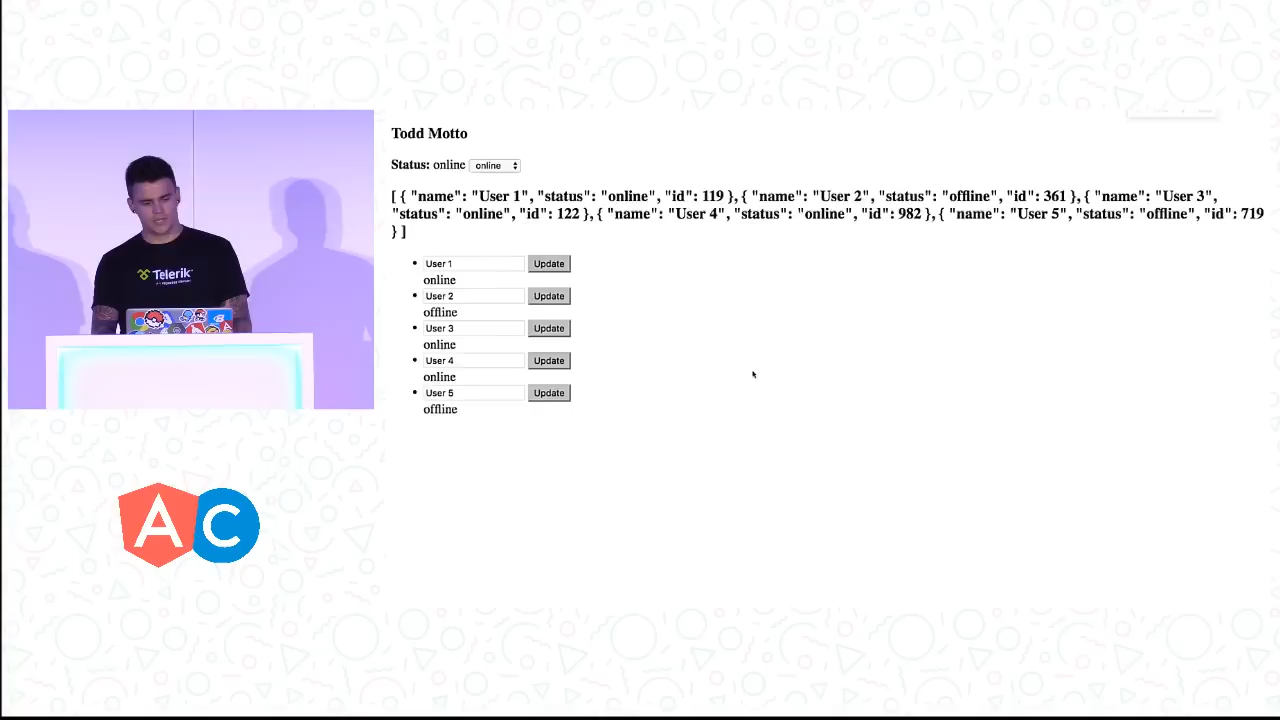 Todd Motto
Status: online online
[ { "name": "User 1", "status": "online", "id": 119 }, { "name": "User 2", "status": "offline", "id": 361 }, { "name": "User 3",
"status": "online", "id": 122 }, { "name": "User 4", "status": "online", "id": 982 }, { "name": "User 5", "status": "offline", "id": 719
} ]
User 1 Update
online
User 2 Update
offline
User 3 Update
online
User 4 Update
online
User 5 Update
offline
Telerik
A C